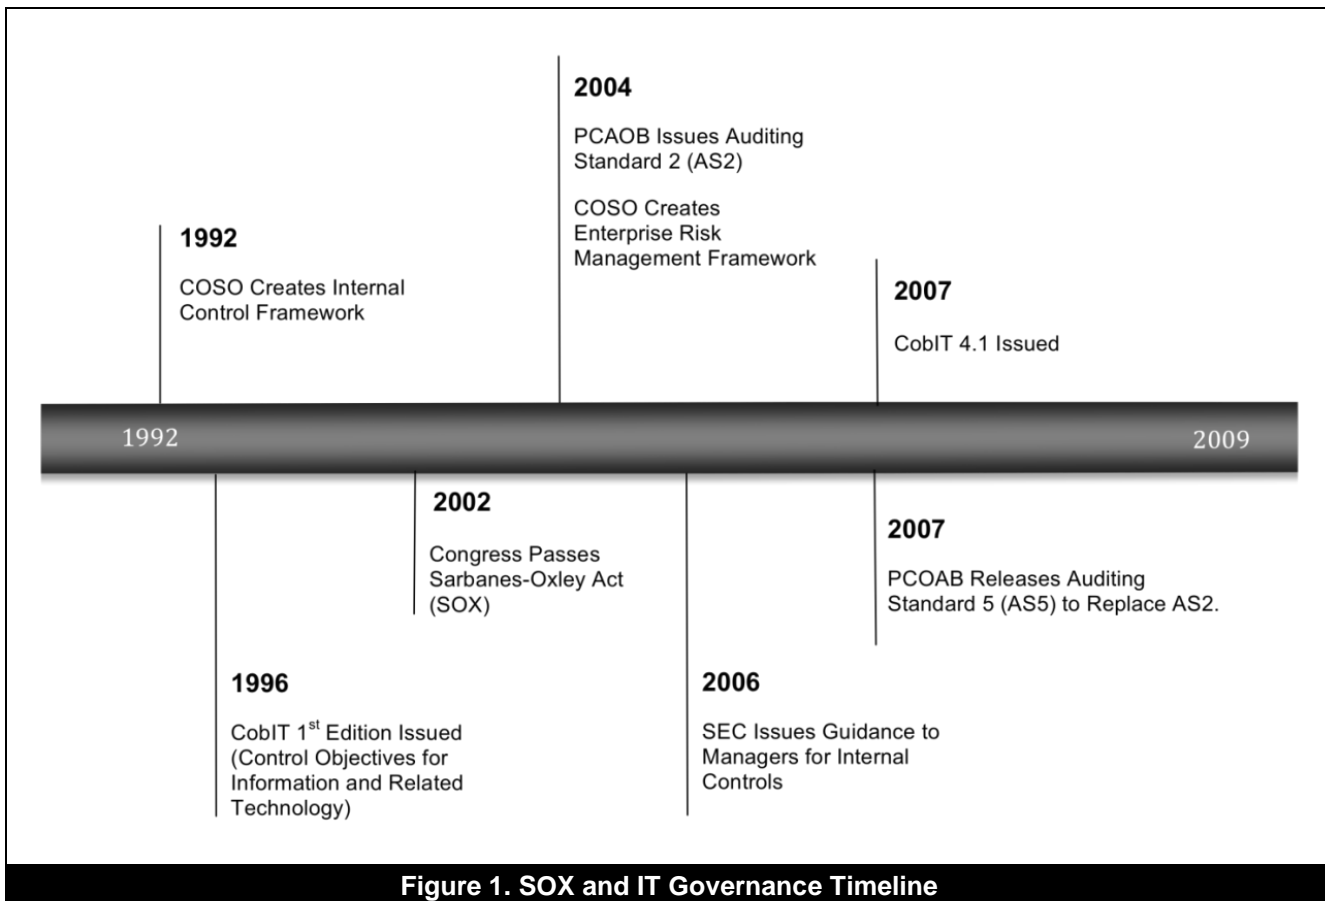 2004
PCAOB Issues Auditing
Standard 2 (AS2)
COSO Creates
Enterprise Risk
Management Framework
1992
COSO Creates Internal
Control Framework
2007
CobIT 4.1 Issued
1992
2009
2002
Congress Passes
Sarbanes-Oxley Act
(SOX)
2007
PCOAB Releases Auditing
Standard 5 (AS5) to Replace AS2.
1996
CobIT 1st Edition Issued
(Control Objectives for
Information and Related
Technology)
2006
SEC Issues Guidance to
Managers for Internal
Controls
Figure 1. SOX and IT Governance Timeline